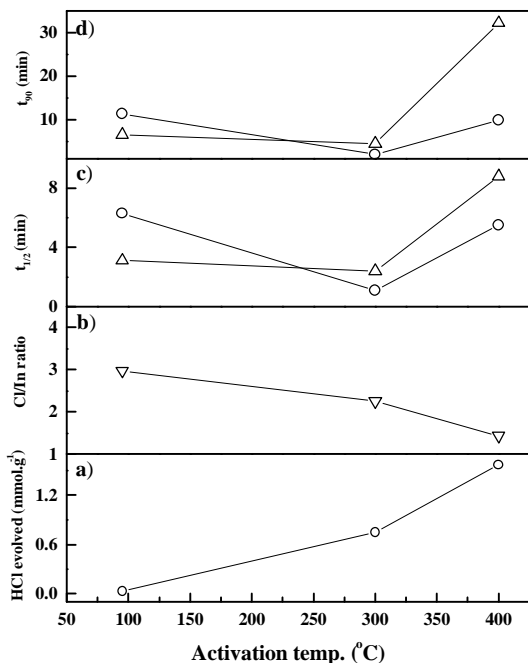 d)
t90 (min)
30
20
10
c)
t1/2 (min)
8
4
0
b)
Cl/In ratio
4
3
2
1
a)
HCl evolved (mmol.g-1)
1.2
0.6
0.0
50 100 150 200 250 300 350 400
Activation temp. (oC)